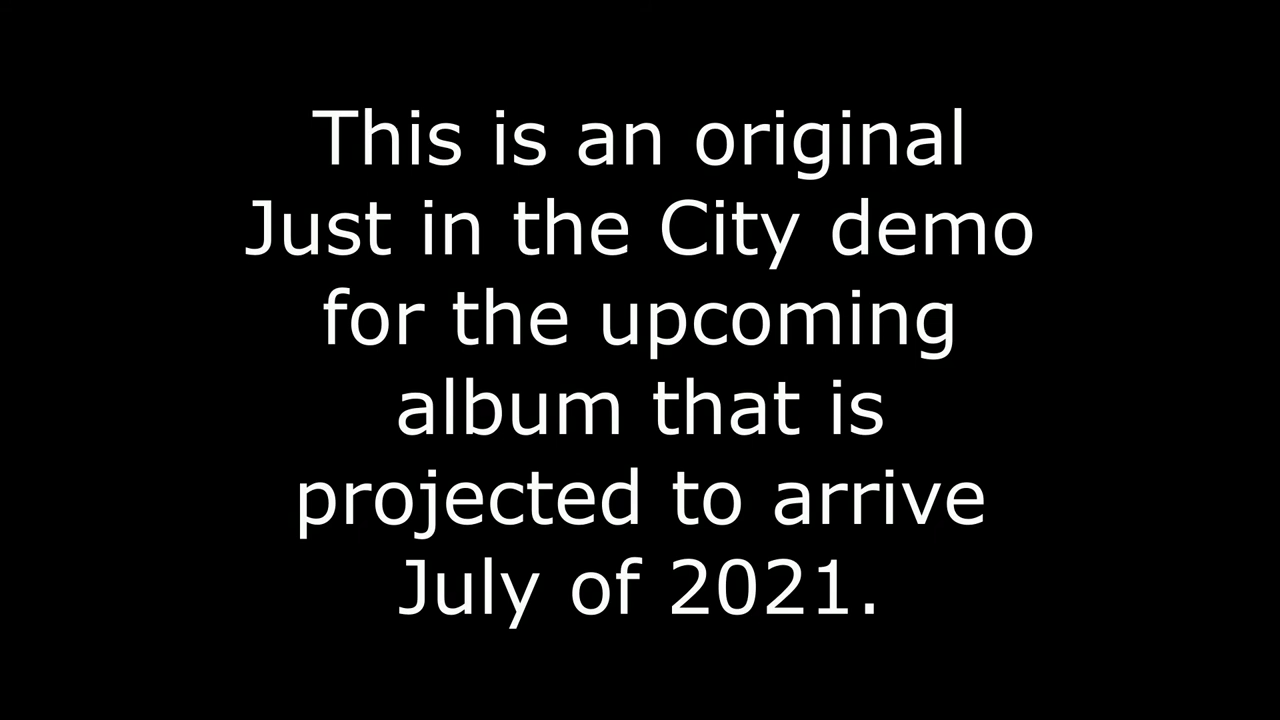 This is an original
Just in the City demo
for the upcoming
album that is
projected to arrive
July of 2021.